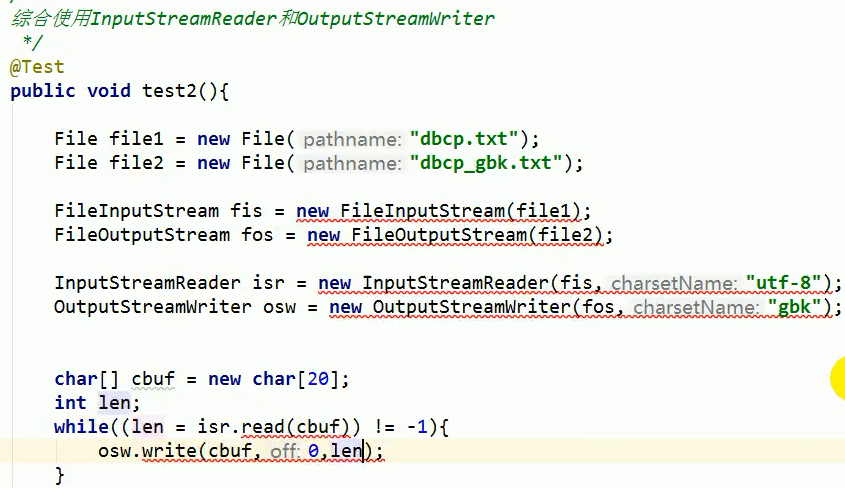 综合使用InputStreamReader和OutputStreamWriter
*/
@Test
public void test2(){
File file1 = new File( pathname: "dbcp.txt");
File file2 = new File( pathname: "dbcp_gbk.txt");
FileInputStream fis = new FileInputStream(file1);
FileOutputStream fos = new FileOutputStream(file2);
InputStreamReader isr = new InputStreamReader(fis, charsetName: "utf-8");
OutputStreamWriter osw = new OutputStreamWriter(fos, charsetName: "gbk");
char[] cbuf = new char[20];
int len;
while((len = isr.read(cbuf)) != -1){
osw.write(cbuf, off: 0,len);
}